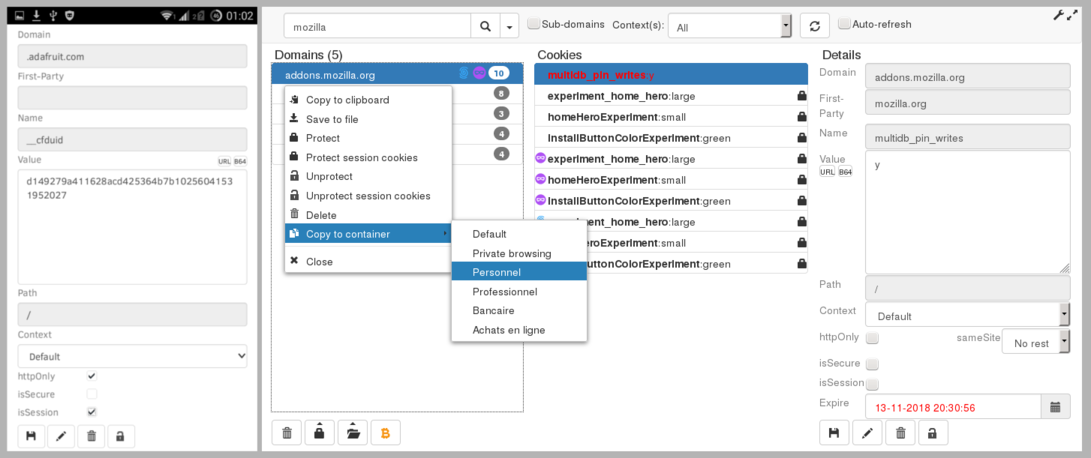 01:02
Domain
.adafruit.com
First-Party
Name
__cfduid
Value
URL B64
d149279a411628acd425364b7b1025604153
1952027
Path
/
Context
Default
httpOnly
isSecure
isSession
mozilla
Sub-domains
Context(s):
All
Auto-refresh
Domains (5)
addons.mozilla.org
10
8
3
4
4
Copy to clipboard
Save to file
Protect
Protect session cookies
Unprotect
Unprotect session cookies
Delete
Copy to container
Close
Default
Private browsing
Personnel
Professionnel
Bancaire
Achats en ligne
Cookies
multidb_pin_writes:y
experiment_home_hero:large
homeHeroExperiment:small
installButtonColorExperiment:green
experiment_home_hero:large
homeHeroExperiment:small
installButtonColorExperiment:green
iment_home_hero:large
eroExperiment:small
uttonColorExperiment:green
Details
Domain
addons.mozilla.org
First-
Party
mozilla.org
Name
multidb_pin_writes
Value
URL B64
y
Path
/
Context
Default
httpOnly
sameSite
No rest
isSecure
isSession
Expire
13-11-2018 20:30:56